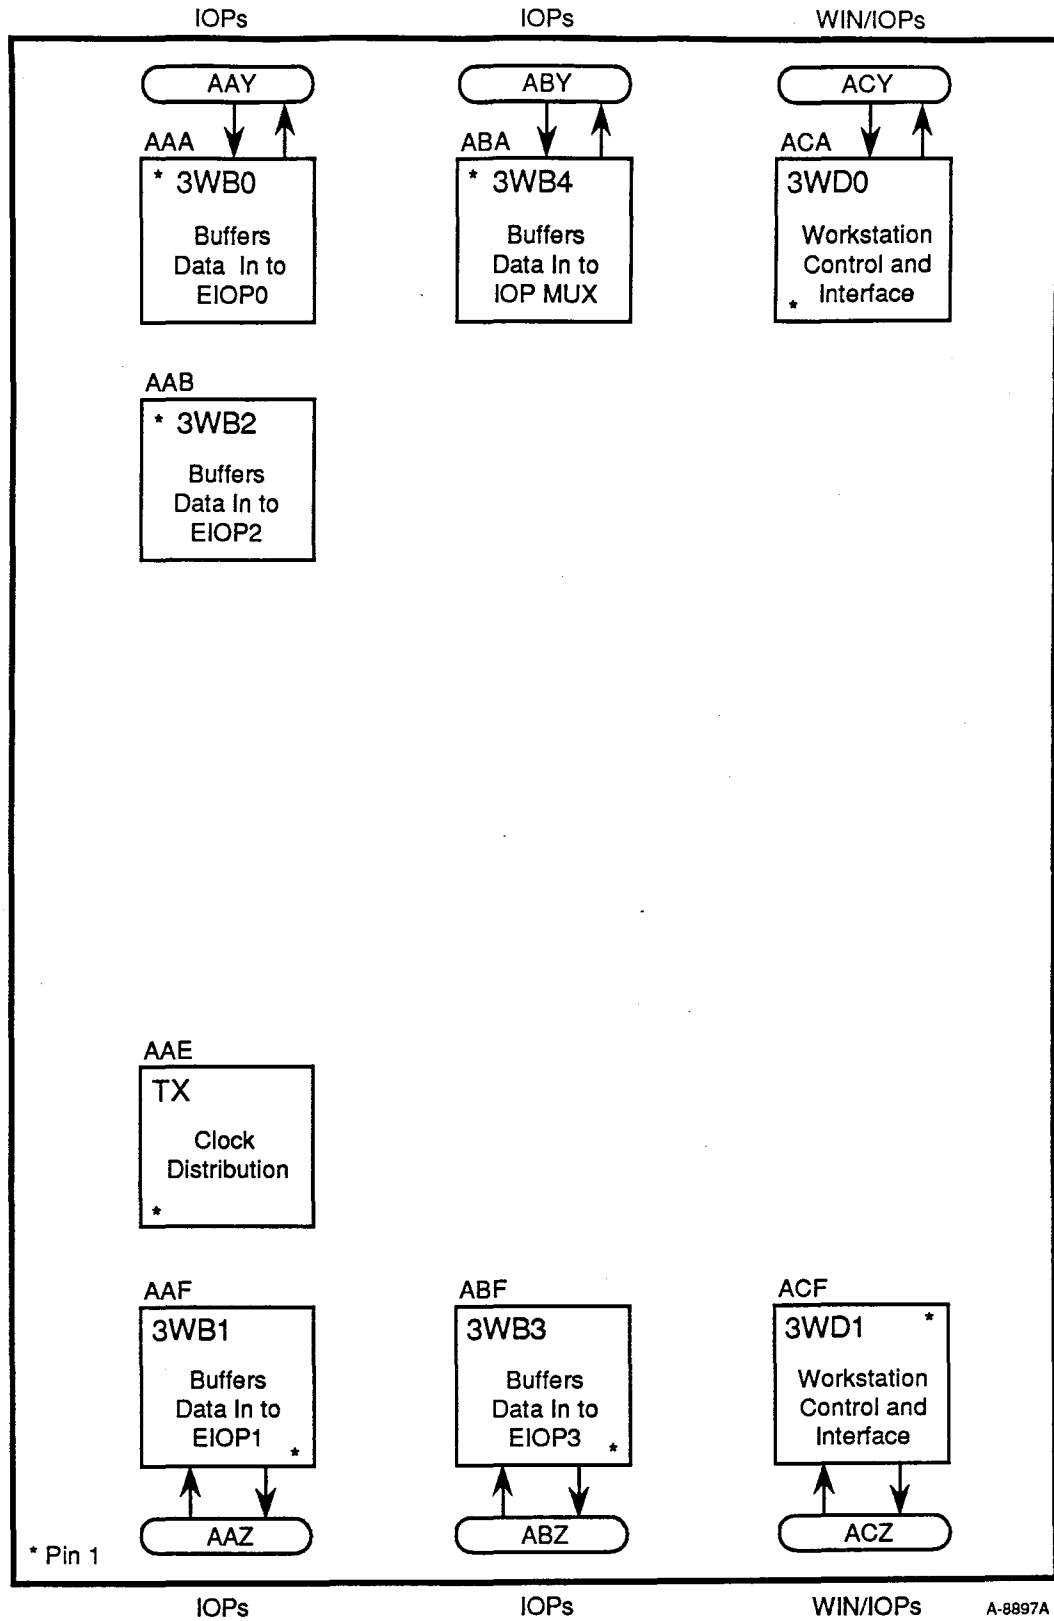 IOPs IOPs WIN/IOPs
AAY ABY ACY
AAA ABA ACA
* 3WB0
Buffers
Data In to
EIOP0
* 3WB4
Buffers
Data In to
IOP MUX
3WD0
Workstation
Control and
Interface
*
AAB
* 3WB2
Buffers
Data In to
EIOP2
AAE
TX
Clock
Distribution
*
AAF ABF ACF
3WB1
Buffers
Data In to
EIOP1
*
3WB3
Buffers
Data In to
EIOP3
*
3WD1 *
Workstation
Control and
Interface
AAZ ABZ ACZ
* Pin 1
IOPs IOPs WIN/IOPs
A-8897A